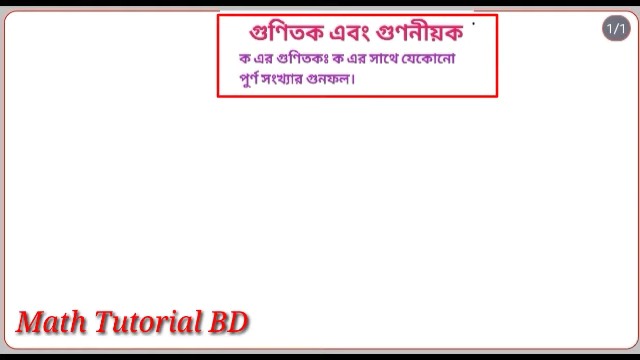 গুণিতক এবং গুণনীয়ক
1/1
ক এর গুণিতকঃ ক এর সাথে যেকোনো
পুর্ণ সংখ্যার গুনফল।
Math Tutorial BD